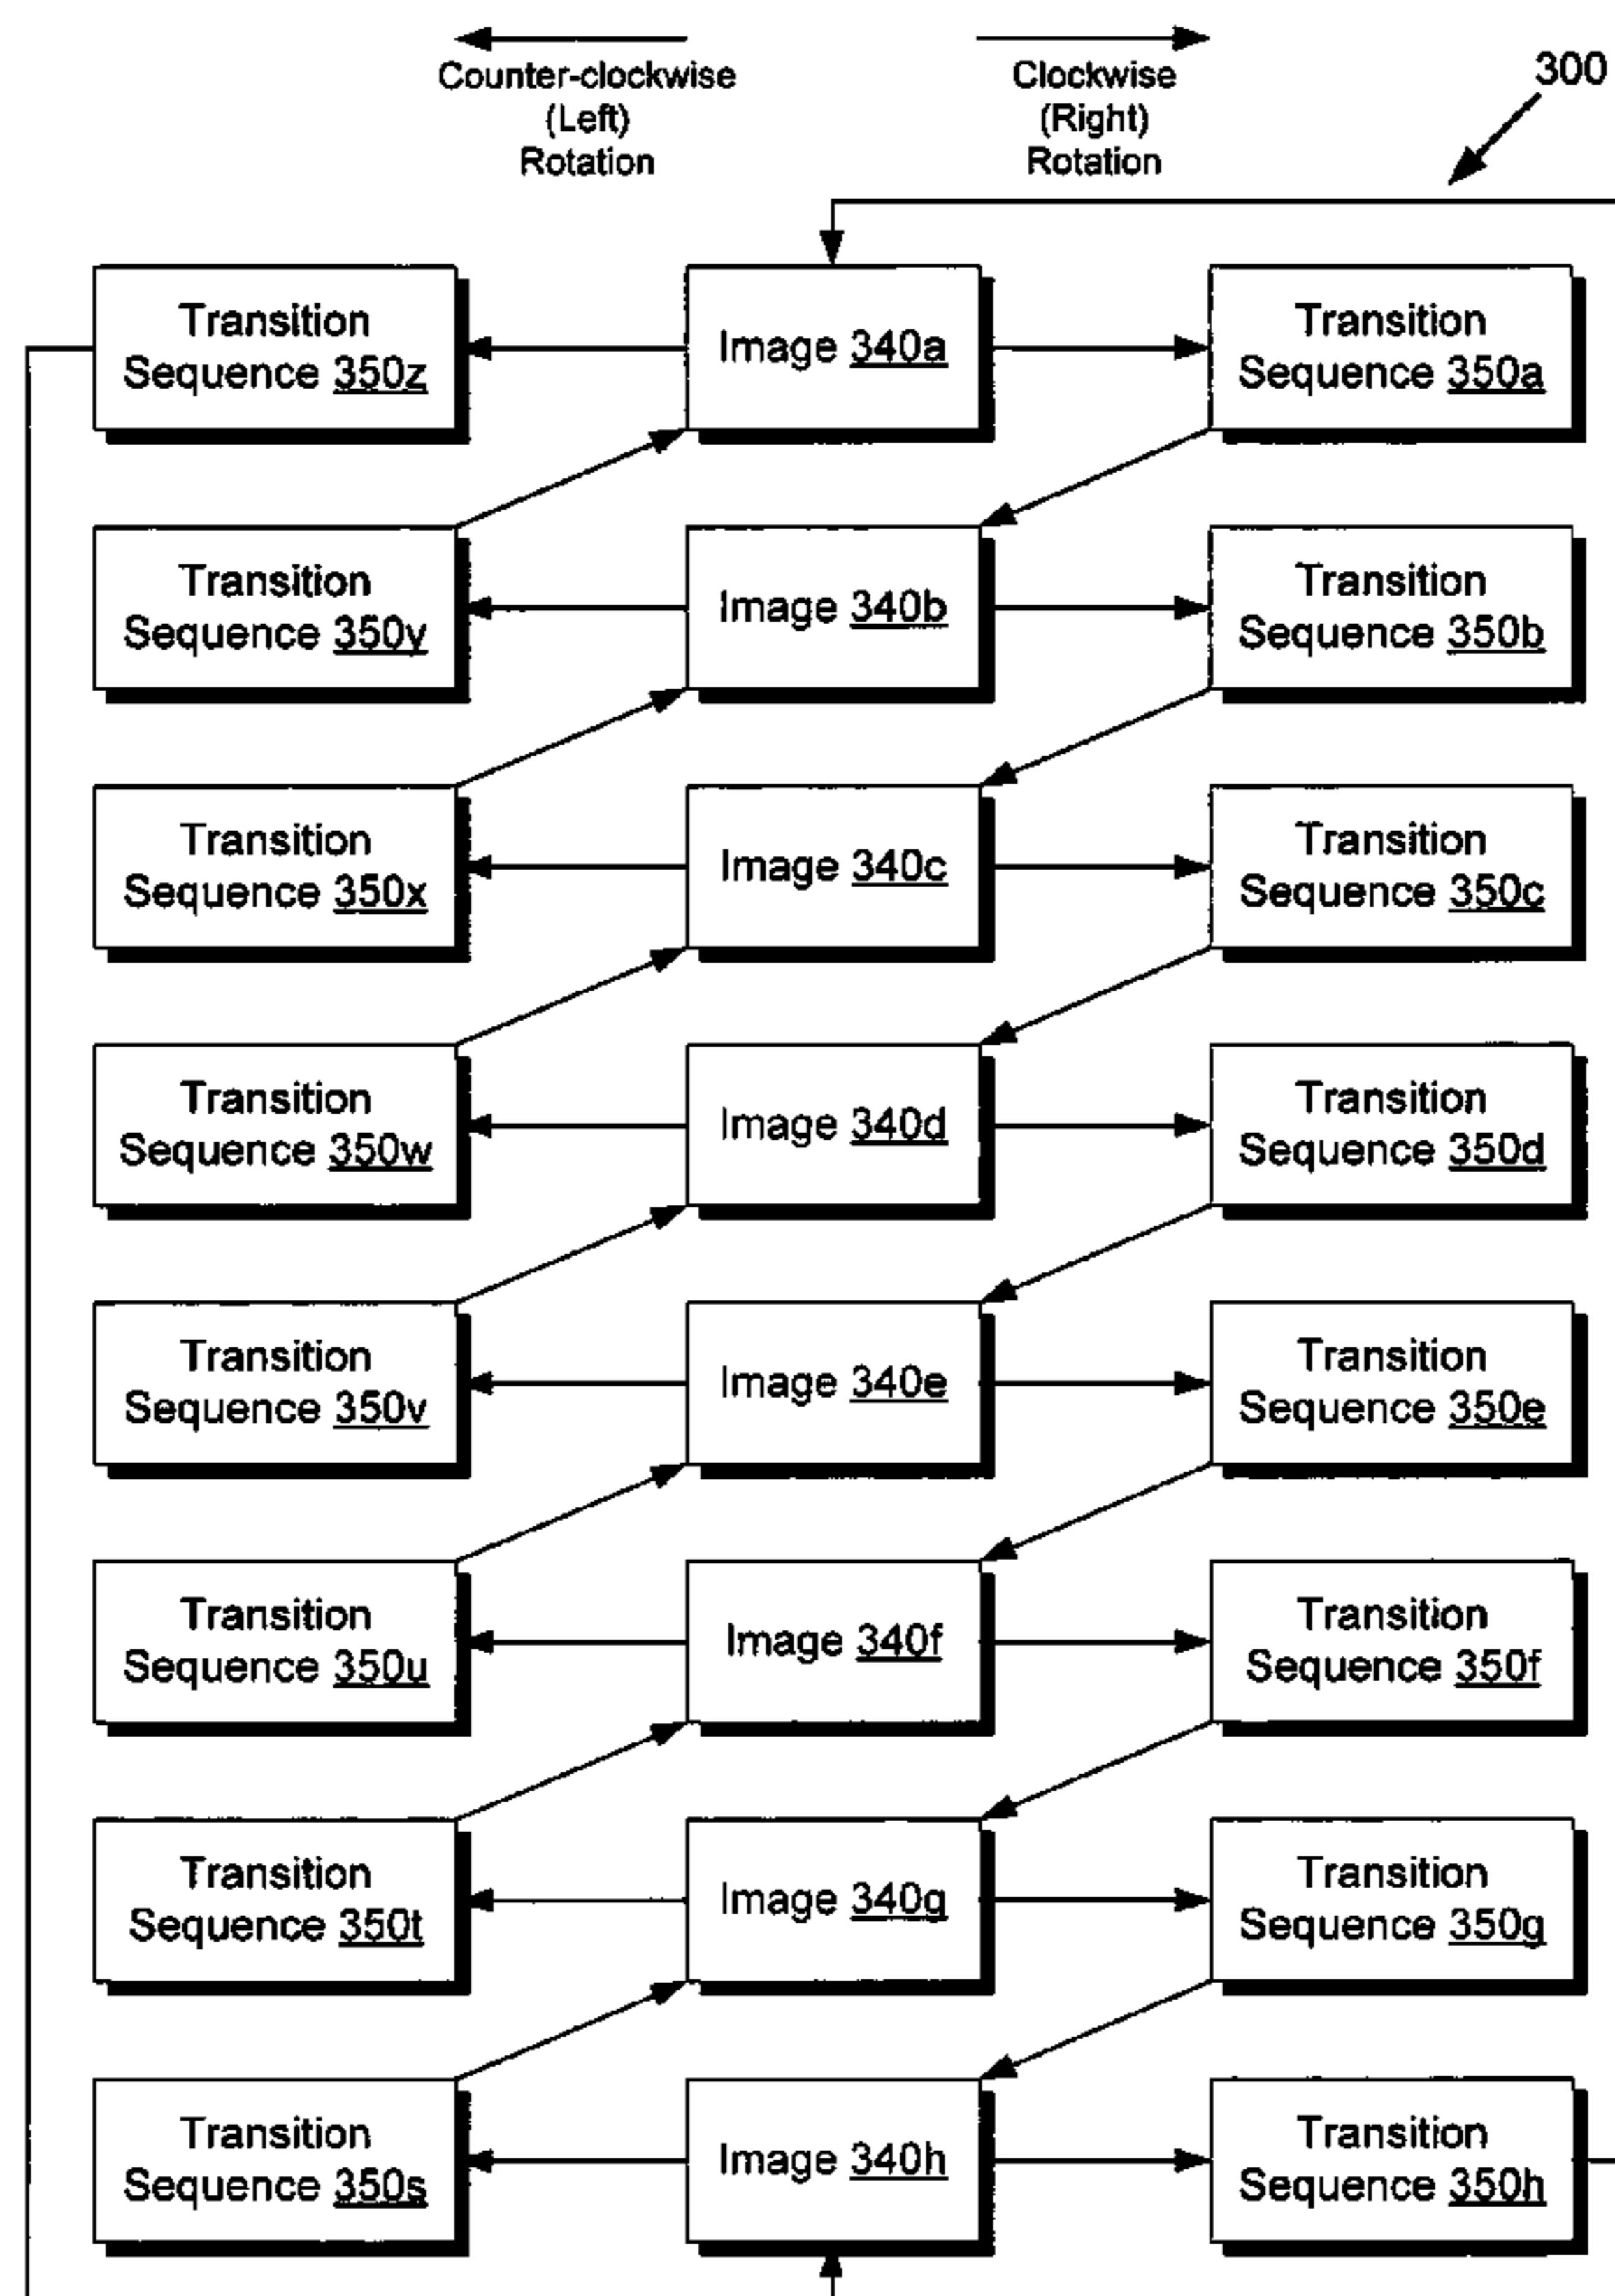 Counter-clockwise
(Left)
Rotation
Clockwise
(Right)
Rotation
300
Transition
Sequence 350z
Image 340a
Transition
Sequence 350a
Transition
Sequence 350y
Image 340b
Transition
Sequence 350b
Transition
Sequence 350x
Image 340c
Transition
Sequence 350c
Transition
Sequence 350w
Image 340d
Transition
Sequence 350d
Transition
Sequence 350v
Image 340e
Transition
Sequence 350e
Transition
Sequence 350u
Image 340f
Transition
Sequence 350f
Transition
Sequence 350t
Image 340g
Transition
Sequence 350g
Transition
Sequence 350s
Image 340h
Transition
Sequence 350h